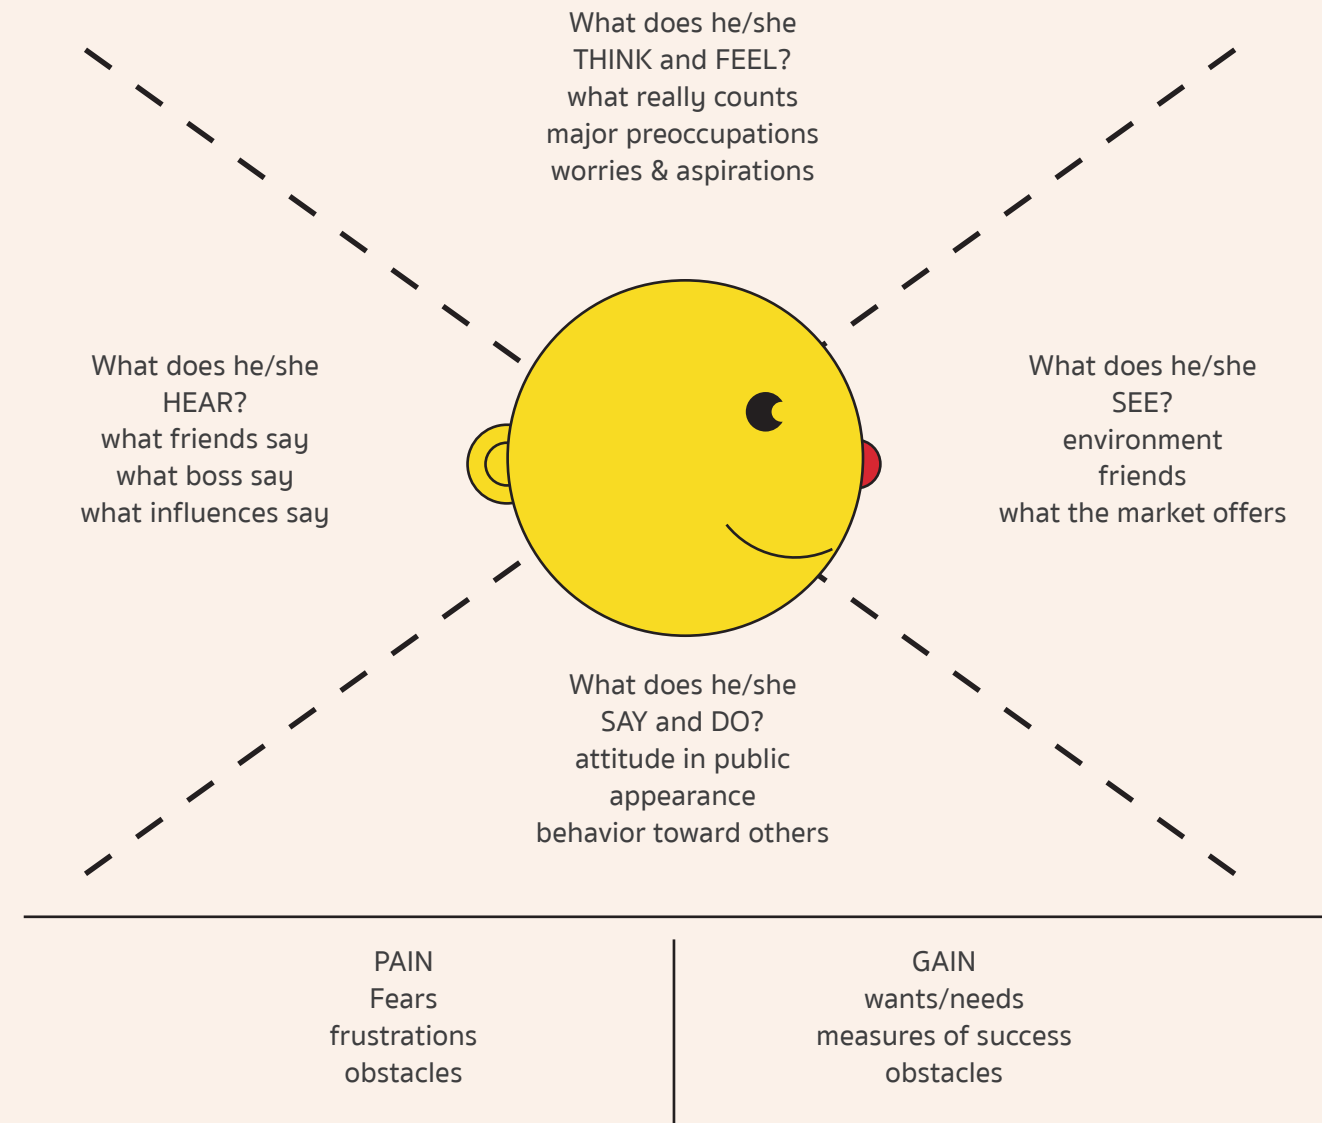 What does he/she
THINK and FEEL?
what really counts
major preoccupations
worries & aspirations
What does he/she
HEAR?
what friends say
what boss say
what influences say
What does he/she
SEE?
environment
friends
what the market offers
What does he/she
SAY and DO?
attitude in public
appearance
behavior toward others
PAIN
Fears
frustrations
obstacles
GAIN
wants/needs
measures of success
obstacles